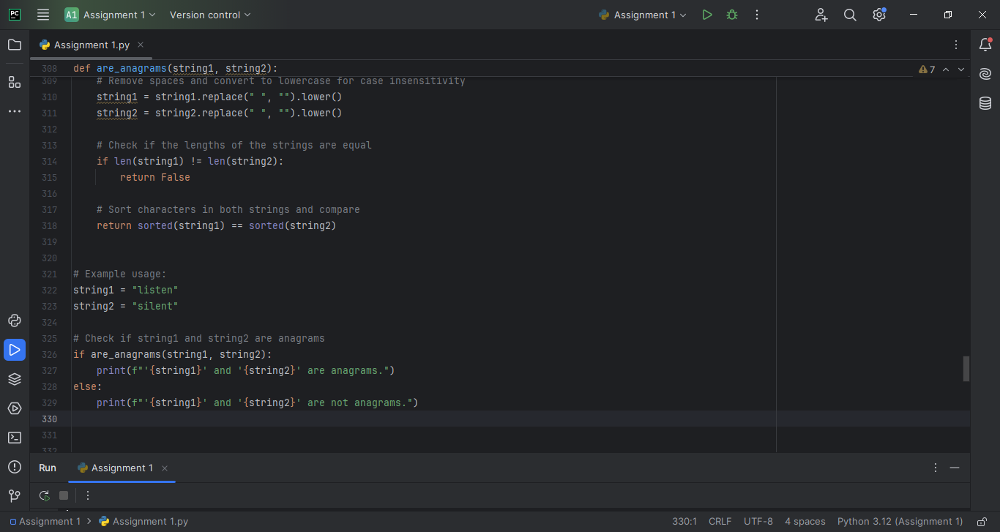 PC A1 Assignment 1 Version control Assignment 1
Assignment 1.py
308 def are_anagrams(string1, string2): 7
309 # Remove spaces and convert to lowercase for case insensitivity
310 string1 = string1.replace(" ", "").lower()
311 string2 = string2.replace(" ", "").lower()
312
313 # Check if the lengths of the strings are equal
314 if len(string1) != len(string2):
315 return False
316
317 # Sort characters in both strings and compare
318 return sorted(string1) == sorted(string2)
319
320
321 # Example usage:
322 string1 = "listen"
323 string2 = "silent"
324
325 # Check if string1 and string2 are anagrams
326 if are_anagrams(string1, string2):
327 print(f"'{string1}' and '{string2}' are anagrams.")
328 else:
329 print(f"'{string1}' and '{string2}' are not anagrams.")
330
331
332
Run Assignment 1
Assignment 1 > Assignment 1.py 330:1 CRLF UTF-8 4 spaces Python 3.12 (Assignment 1)